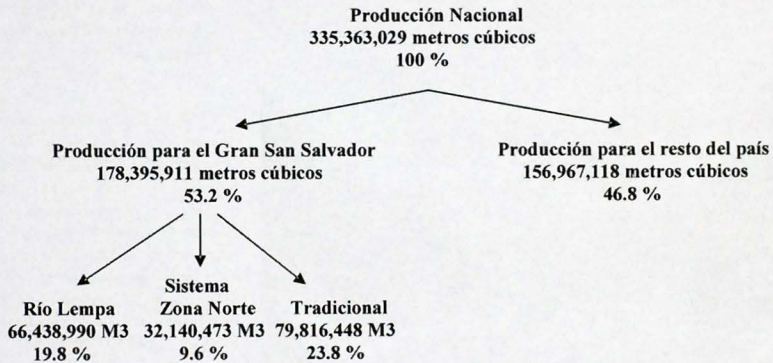 Producción Nacional
335,363,029 metros cúbicos
100 %
Producción para el Gran San Salvador
178,395,911 metros cúbicos
53.2 %
Producción para el resto del país
156,967,118 metros cúbicos
46.8 %
Río Lempa
66,438,990 M3
19.8 %
Sistema
Zona Norte
32,140,473 M3
9.6 %
Tradicional
79,816,448 M3
23.8 %